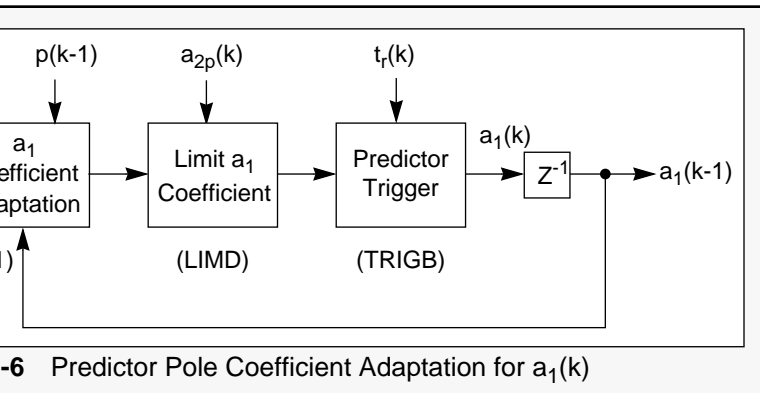 p(k-1) a₂ₚ(k) tᵣ(k)
a₁
efficient
aptation
Limit a₁
Coefficient
Predictor
Trigger
a₁(k)
Z⁻¹
a₁(k-1)
) (LIMD) (TRIGB)
-6 Predictor Pole Coefficient Adaptation for a₁(k)